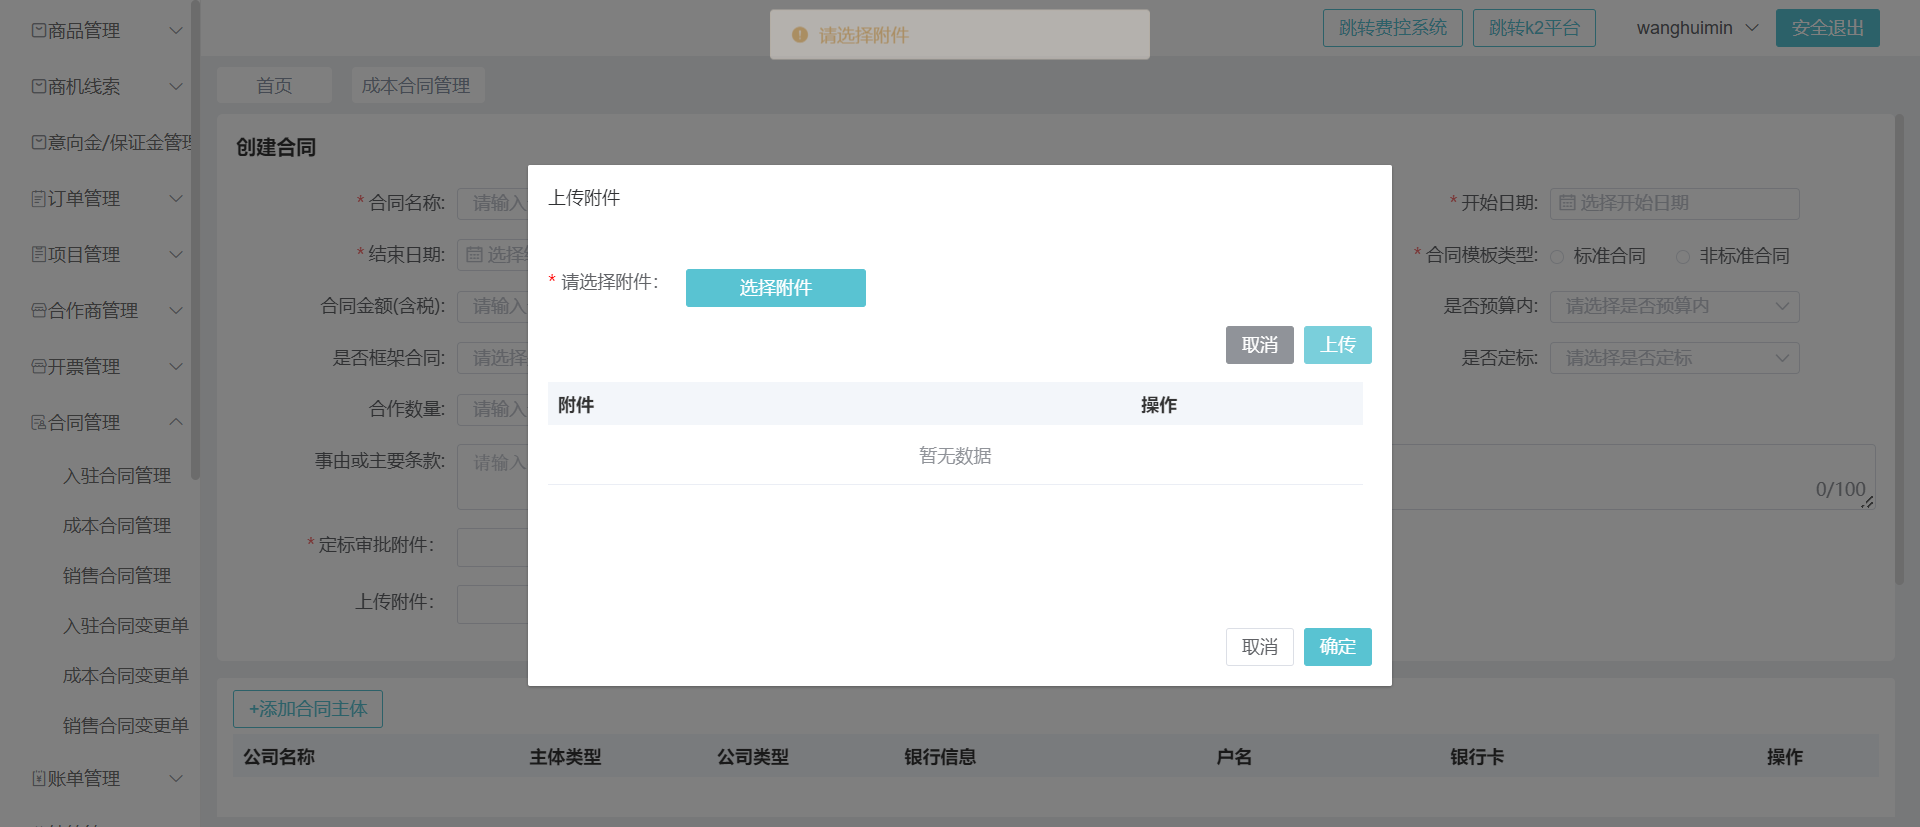 请选择附件
跳转费控系统
跳转k2平台
wanghuimin
安全退出
商品管理
商机线索
意向金/保证金管理
订单管理
项目管理
合作商管理
开票管理
合同管理
入驻合同管理
成本合同管理
销售合同管理
入驻合同变更单
成本合同变更单
销售合同变更单
账单管理
首页
成本合同管理
创建合同
* 合同名称:
请输入
* 开始日期:
选择开始日期
* 结束日期:
选择
* 合同模板类型:
标准合同
非标准合同
合同金额(含税):
请输入
是否预算内:
请选择是否预算内
是否框架合同:
请选择
是否定标:
请选择是否定标
合作数量:
请输入
事由或主要条款:
请输入
0/100
* 定标审批附件:
上传附件:
上传附件
* 请选择附件:
选择附件
取消
上传
附件
操作
暂无数据
取消
确定
+添加合同主体
公司名称
主体类型
公司类型
银行信息
户名
银行卡
操作